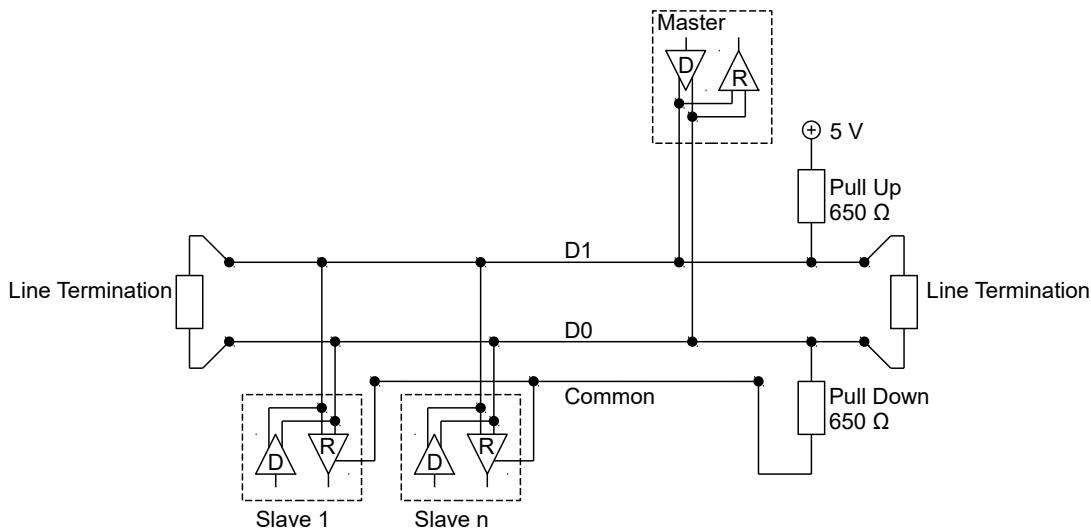 Master
D
R
5 V
Pull Up
650 Ω
D1
Line Termination
Line Termination
D0
Common
Pull Down
650 Ω
D
R
D
R
Slave 1
Slave n